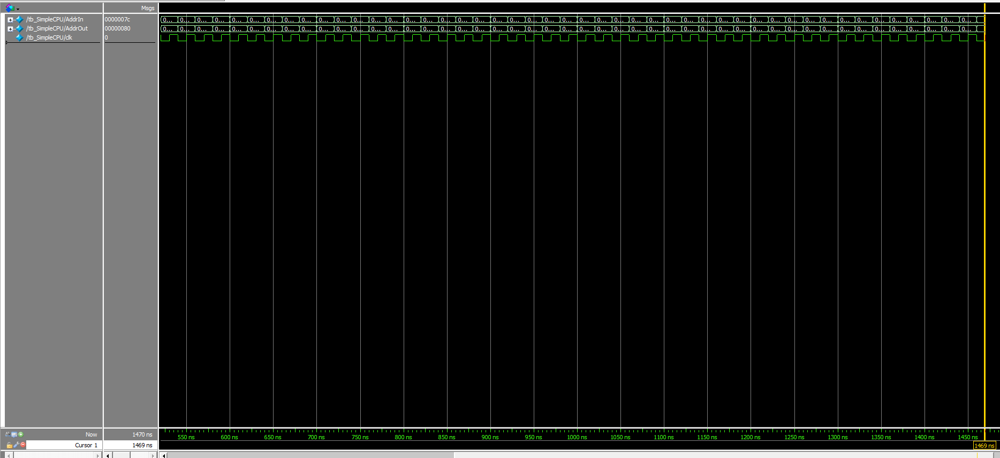 Msgs
/tb_SimpleCPU/AddrIn 0000007c 0... 0... 0... 0... 0... 0... 0... 0... 0... 0... 0... 0... 0... 0... 0... 0... 0... 0... 0... 0... 0... 0... 0... 0... 0... 0... 0... 0... 0... 0... 0... 0... 0... 0... 0... 0... 0... 0... 0... 0... 0... 0... 0... 0... 0... 0... 0...
/tb_SimpleCPU/AddrOut 00000080 0... 0... 0... 0... 0... 0... 0... 0... 0... 0... 0... 0... 0... 0... 0... 0... 0... 0... 0... 0... 0... 0... 0... 0... 0... 0... 0... 0... 0... 0... 0... 0... 0... 0... 0... 0... 0... 0... 0... 0... 0... 0... 0... 0... 0... 0... 0...
/tb_SimpleCPU/clk 0
Now 1470 ns
550 ns 600 ns 650 ns 700 ns 750 ns 800 ns 850 ns 900 ns 950 ns 1000 ns 1050 ns 1100 ns 1150 ns 1200 ns 1250 ns 1300 ns 1350 ns 1400 ns 1450 ns
Cursor 1 1469 ns 1469 ns